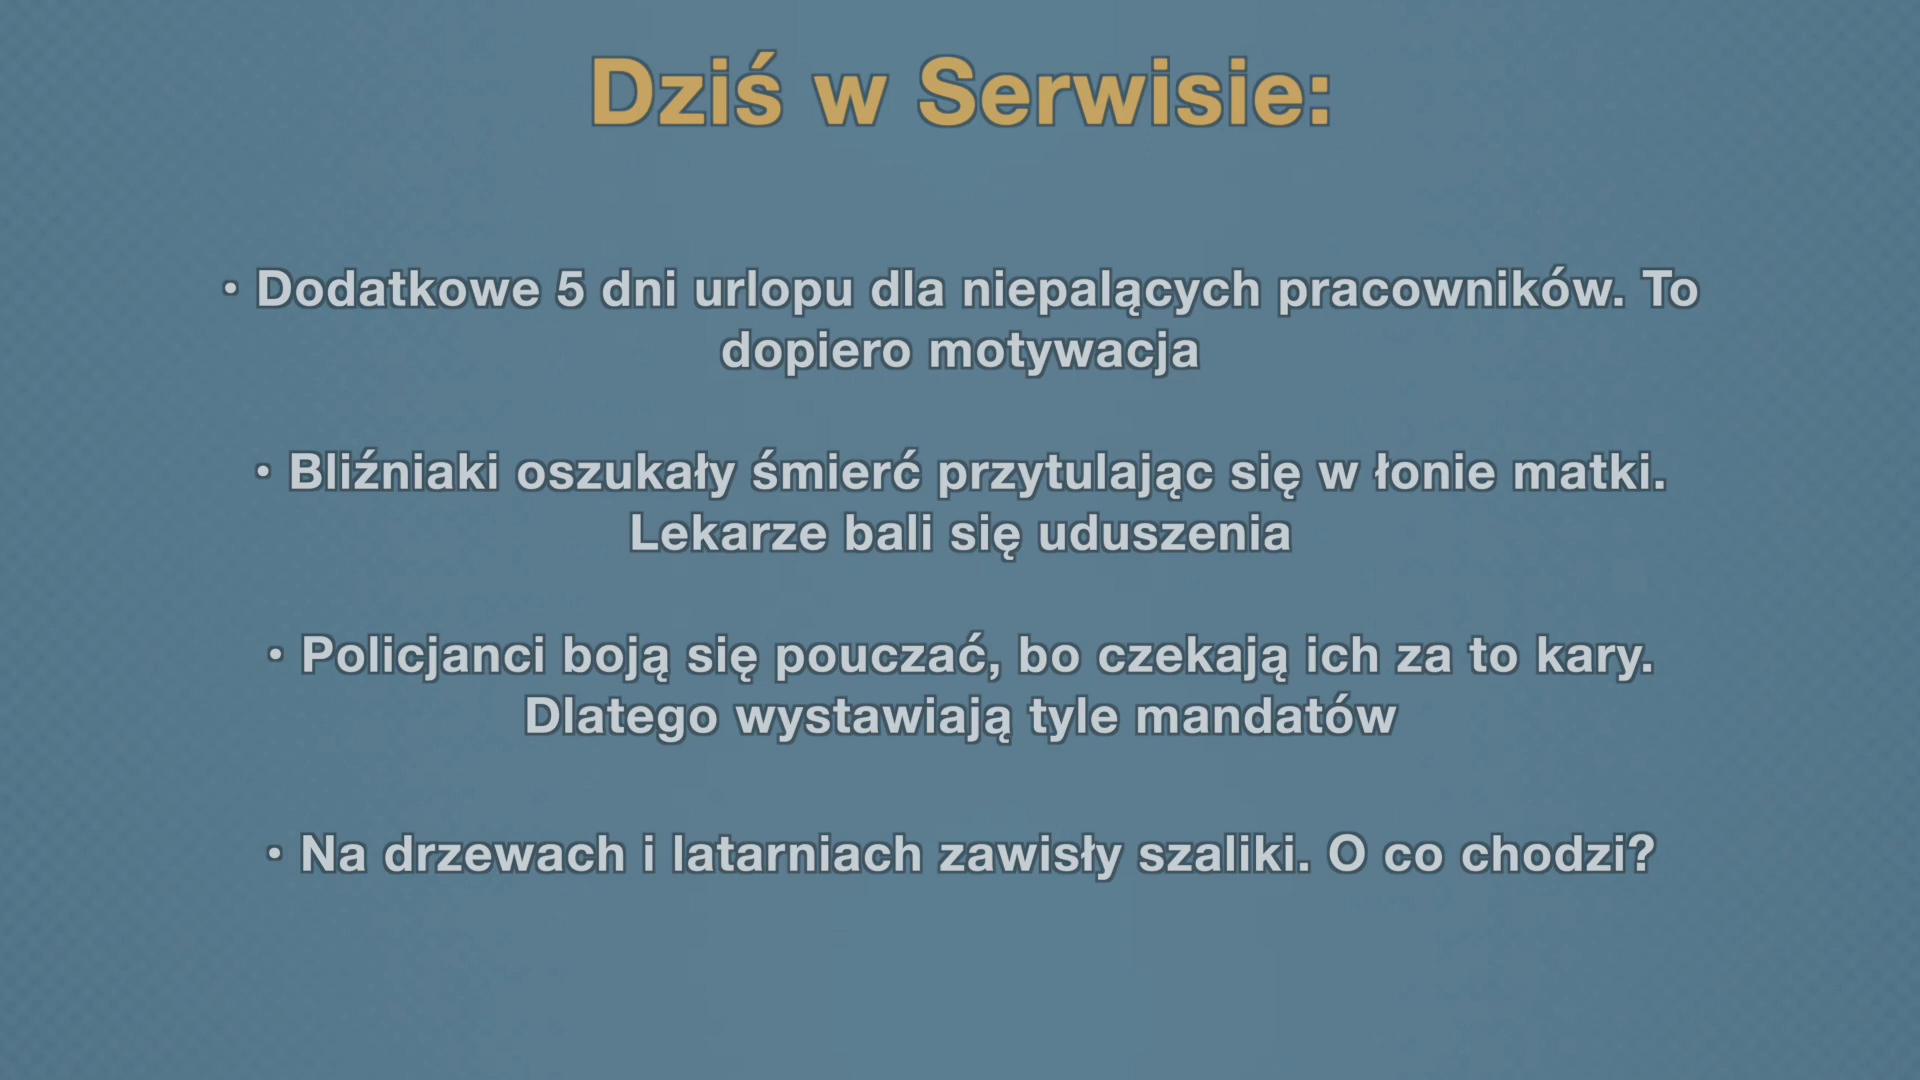 Dziś w Serwisie:
• Dodatkowe 5 dni urlopu dla niepalących pracowników. To
dopiero motywacja
• Bliźniaki oszukały śmierć przytulając się w łonie matki.
Lekarze bali się uduszenia
• Policjanci boją się pouczać, bo czekają ich za to kary.
Dlatego wystawiają tyle mandatów
• Na drzewach i latarniach zawisły szaliki. O co chodzi?